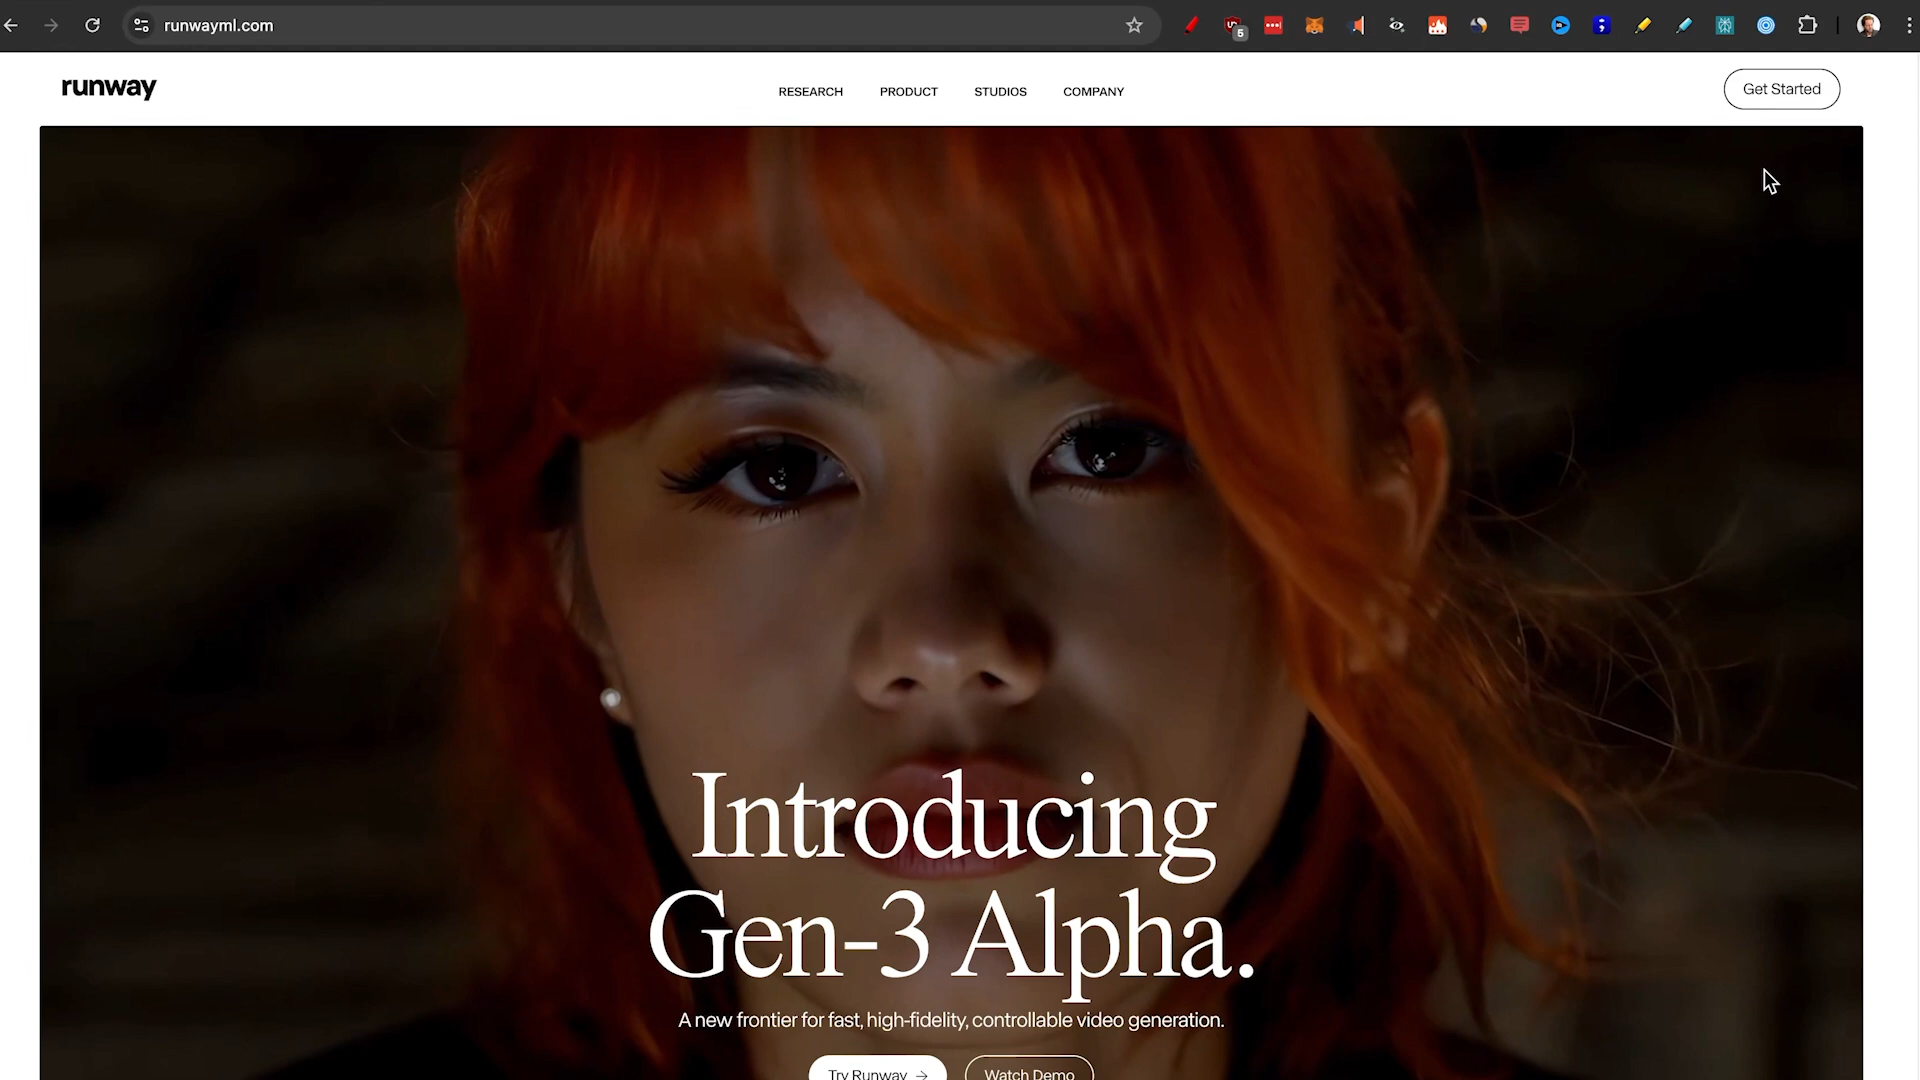 runwayml.com
5
runway
RESEARCH
PRODUCT
STUDIOS
COMPANY
Get Started
Introducing
Gen-3 Alpha.
A new frontier for fast, high-fidelity, controllable video generation.
Try Runway →
Watch Demo